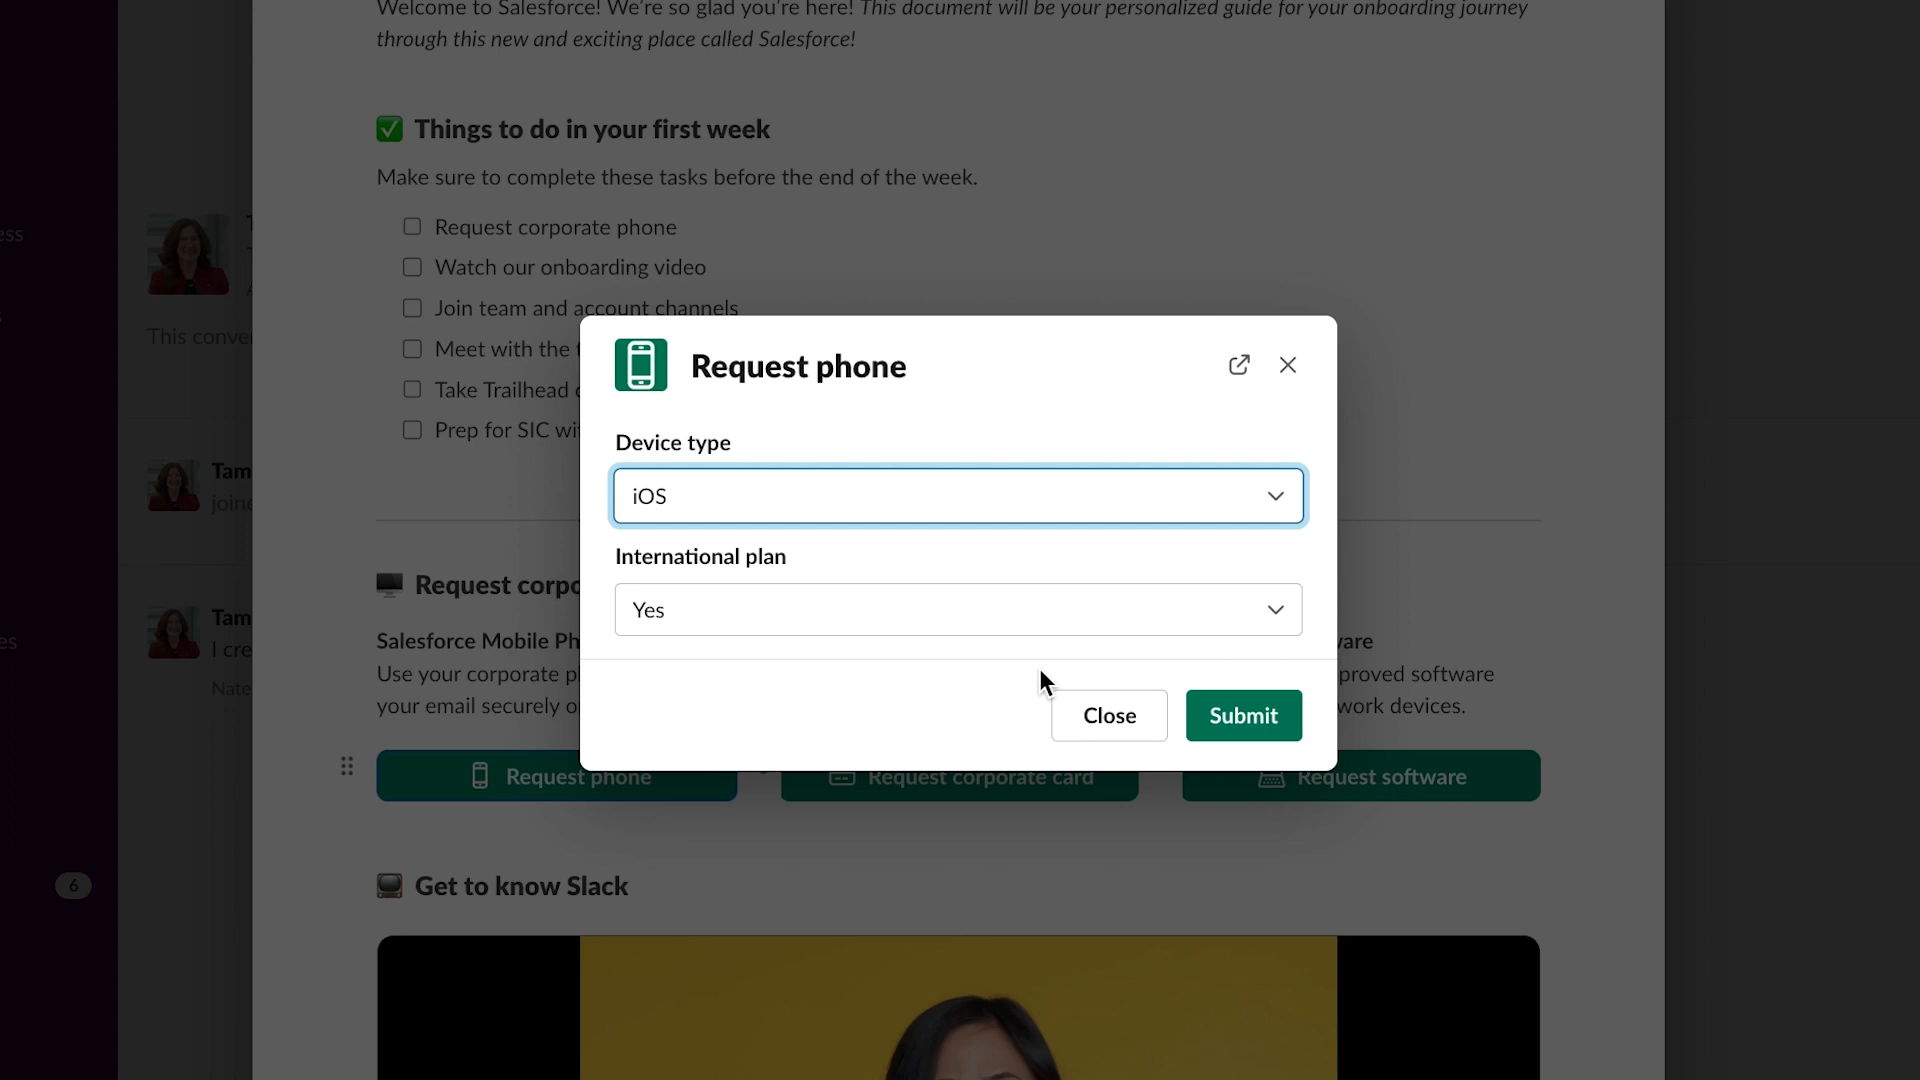 Welcome to Salesforce! We're so glad you're here! This document will be your personalized guide for your onboarding journey
through this new and exciting place called Salesforce!
Things to do in your first week
Make sure to complete these tasks before the end of the week.
Request corporate phone
Watch our onboarding video
Join team and account channels
Meet with the
Take Trailhead
Prep for SIC
This
Request phone
Device type
iOS
International plan
Yes
Close
Submit
Tam
Request
Salesforce Mobile
Use your corporate
your email securely
proved software
work devices.
Tam
I
Nate
Request phone
Request corporate card
Request software
6
Get to know Slack